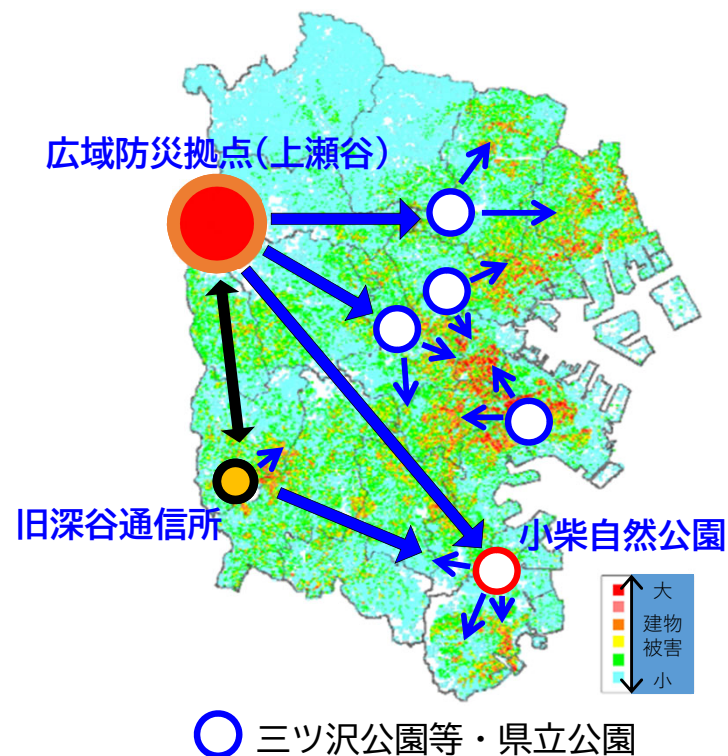 広域防災拠点(上瀬谷)
旧深谷通信所
小柴自然公園
大
建物
被害
小
三ツ沢公園等・県立公園